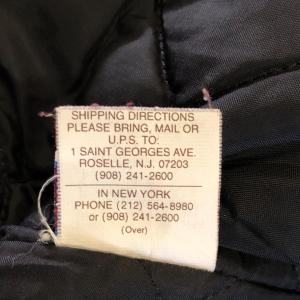 SHIPPING DIRECTIONS
PLEASE BRING, MAIL OR
U.P.S. TO:
1 SAINT GEORGES AVE.
ROSELLE, N.J. 07203
(908) 241-2600
IN NEW YORK
PHONE (212) 564-8980
or (908) 241-2600
(Over)